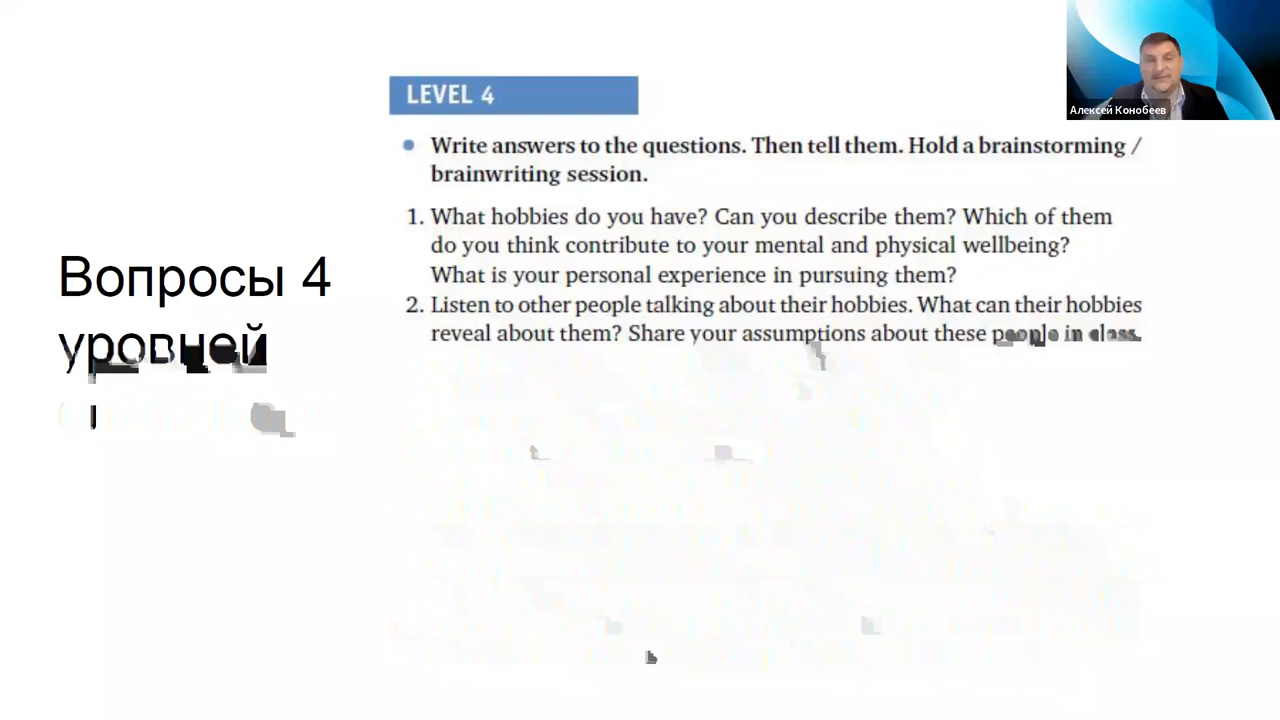 Вопросы 4
уровней
LEVEL 4
Write answers to the questions. Then tell them. Hold a brainstorming /
brainwriting session.
1. What hobbies do you have? Can you describe them? Which of them
do you think contribute to your mental and physical wellbeing?
What is your personal experience in pursuing them?
2. Listen to other people talking about their hobbies. What can their hobbies
reveal about them? Share your assumptions about these people in class.
Алексей Конобеев